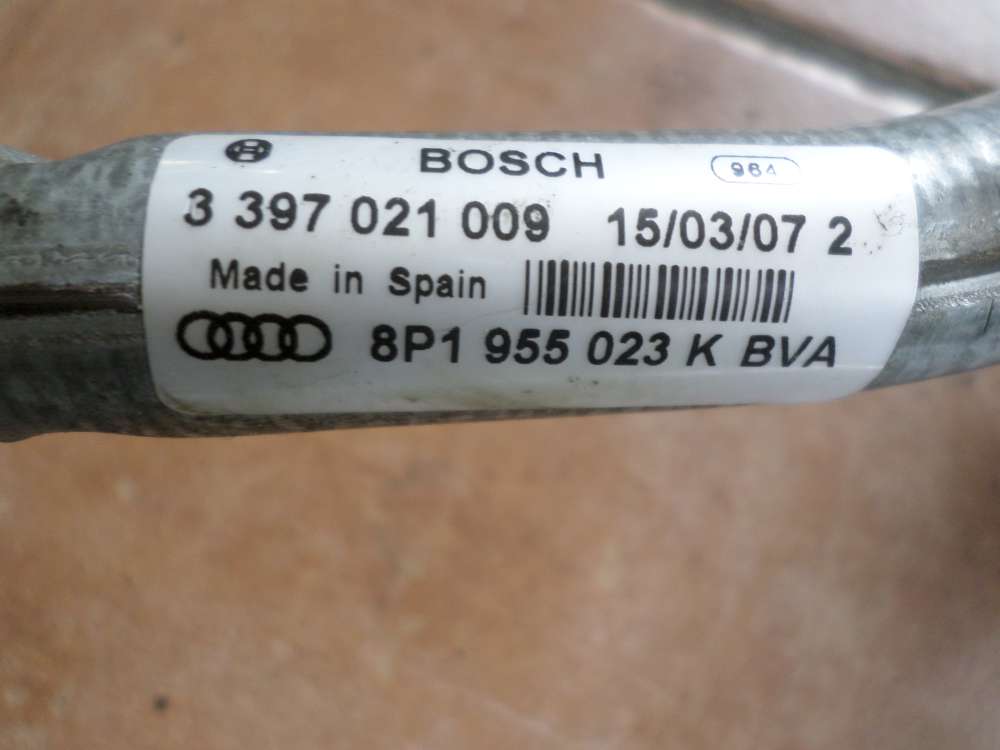 BOSCH 964
3 397 021 009 15/03/07 2
Made in Spain
8P1 955 023 K BVA